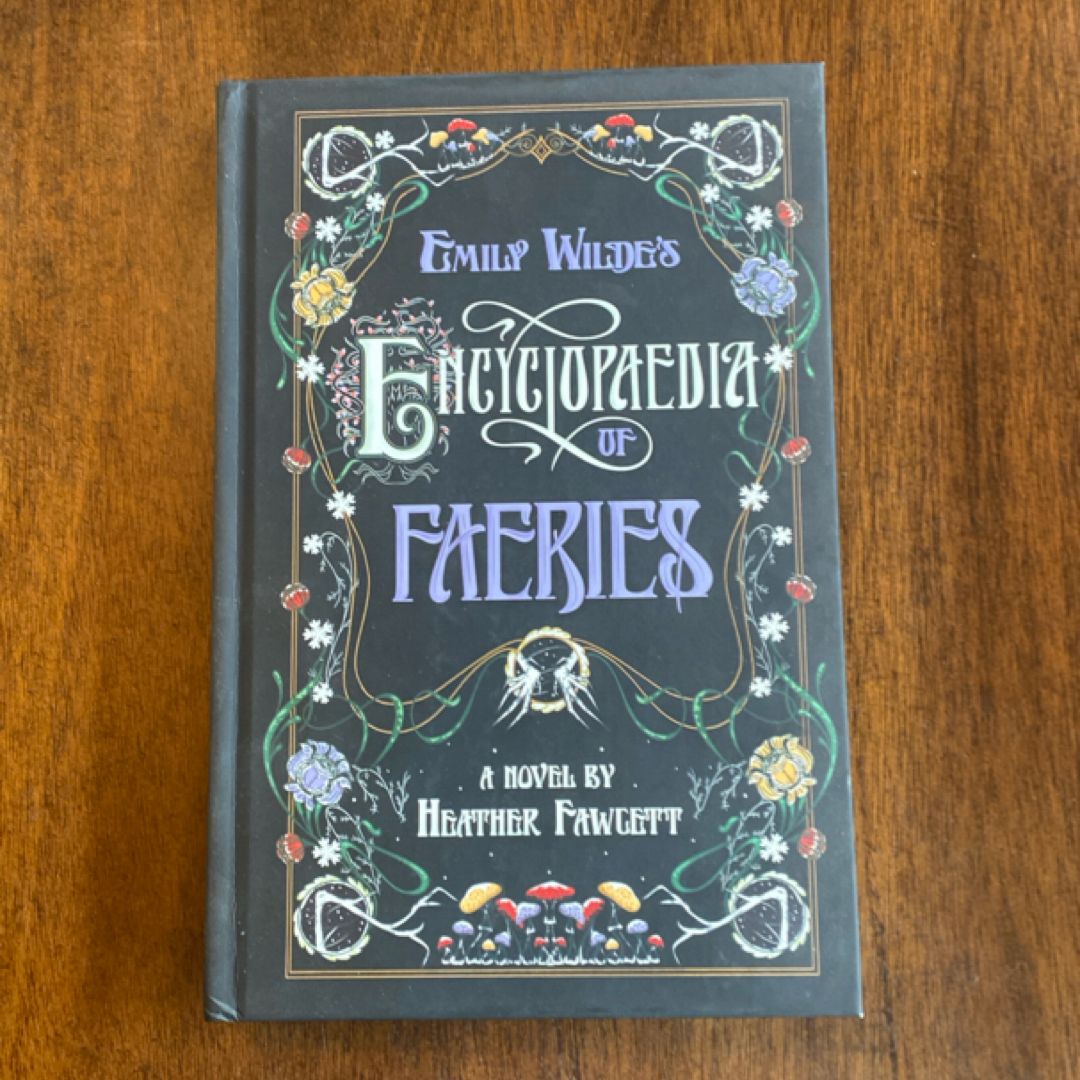 EMILY WILDE'S
ENCYCLOPAEDIA
OF
FAERIES
A NOVEL BY
HEATHER FAWCETT